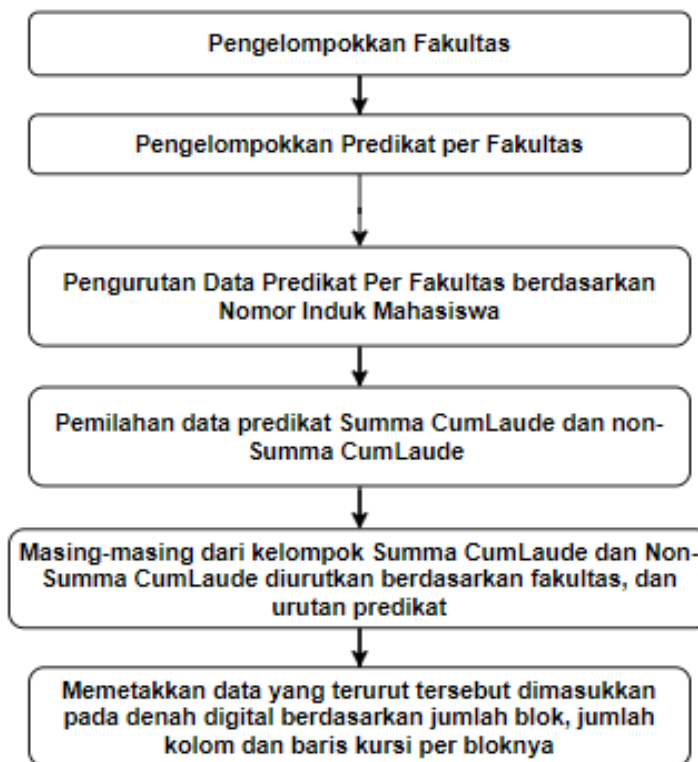 Pengelompokkan Fakultas
Pengelompokkan Predikat per Fakultas
Pengurutan Data Predikat Per Fakultas berdasarkan
Nomor Induk Mahasiswa
Pemilahan data predikat Summa CumLaude dan non-
Summa CumLaude
Masing-masing dari kelompok Summa CumLaude dan Non-
Summa CumLaude diurutkan berdasarkan fakultas, dan
urutan predikat
Memetakkan data yang terurut tersebut dimasukkan
pada denah digital berdasarkan jumlah blok, jumlah
kolom dan baris kursi per bloknya